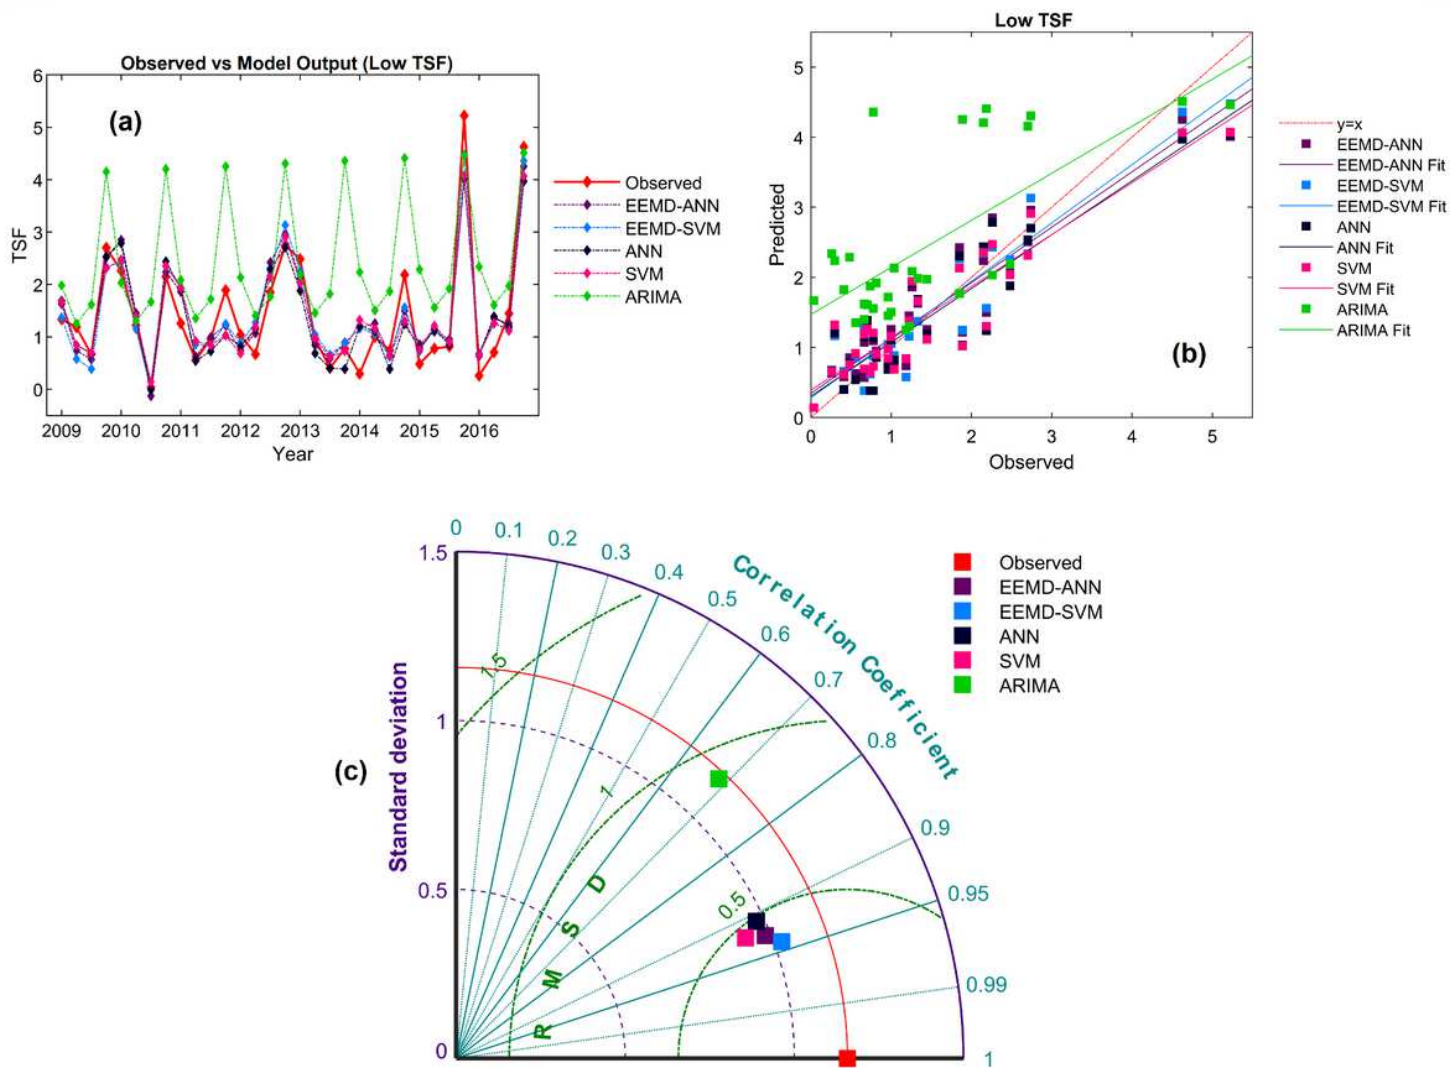 Observed vs Model Output (Low TSF)
(a)
TSF
6
5
4
3
2
1
0
2009 2010 2011 2012 2013 2014 2015 2016
Year
Observed
EEMD-ANN
EEMD-SVM
ANN
SVM
ARIMA
Low TSF
Predicted
5
4
3
2
1
0
(b)
0 1 2 3 4 5
Observed
y=x
EEMD-ANN
EEMD-ANN Fit
EEMD-SVM
EEMD-SVM Fit
ANN
ANN Fit
SVM
SVM Fit
ARIMA
ARIMA Fit
(c)
Standard deviation
1.5
1
0.5
0
0 0.1 0.2 0.3 0.4 0.5 0.6 0.7 0.8 0.9 0.95 0.99 1
Correlation Coefficient
1.5
1
0.5
RMSD
Observed
EEMD-ANN
EEMD-SVM
ANN
SVM
ARIMA